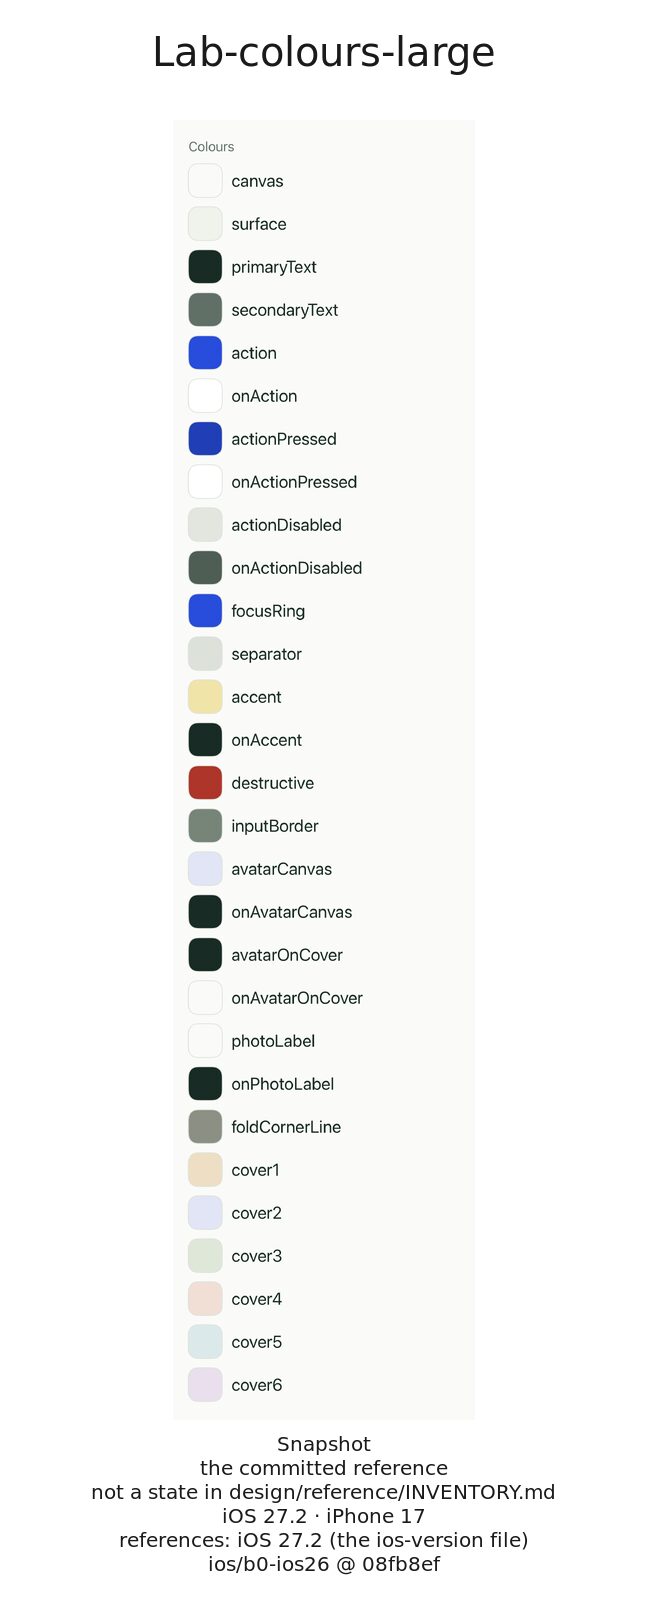 Lab-colours-large
Colours
canvas
surface
primaryText
secondaryText
action
onAction
actionPressed
onActionPressed
actionDisabled
onActionDisabled
focusRing
separator
accent
onAccent
destructive
inputBorder
avatarCanvas
onAvatarCanvas
avatarOnCover
onAvatarOnCover
photoLabel
onPhotoLabel
foldCornerLine
cover1
cover2
cover3
cover4
cover5
cover6
Snapshot
the committed reference
not a state in design/reference/INVENTORY.md
iOS 27.2 · iPhone 17
references: iOS 27.2 (the ios-version file)
ios/b0-ios26 @ 08fb8ef